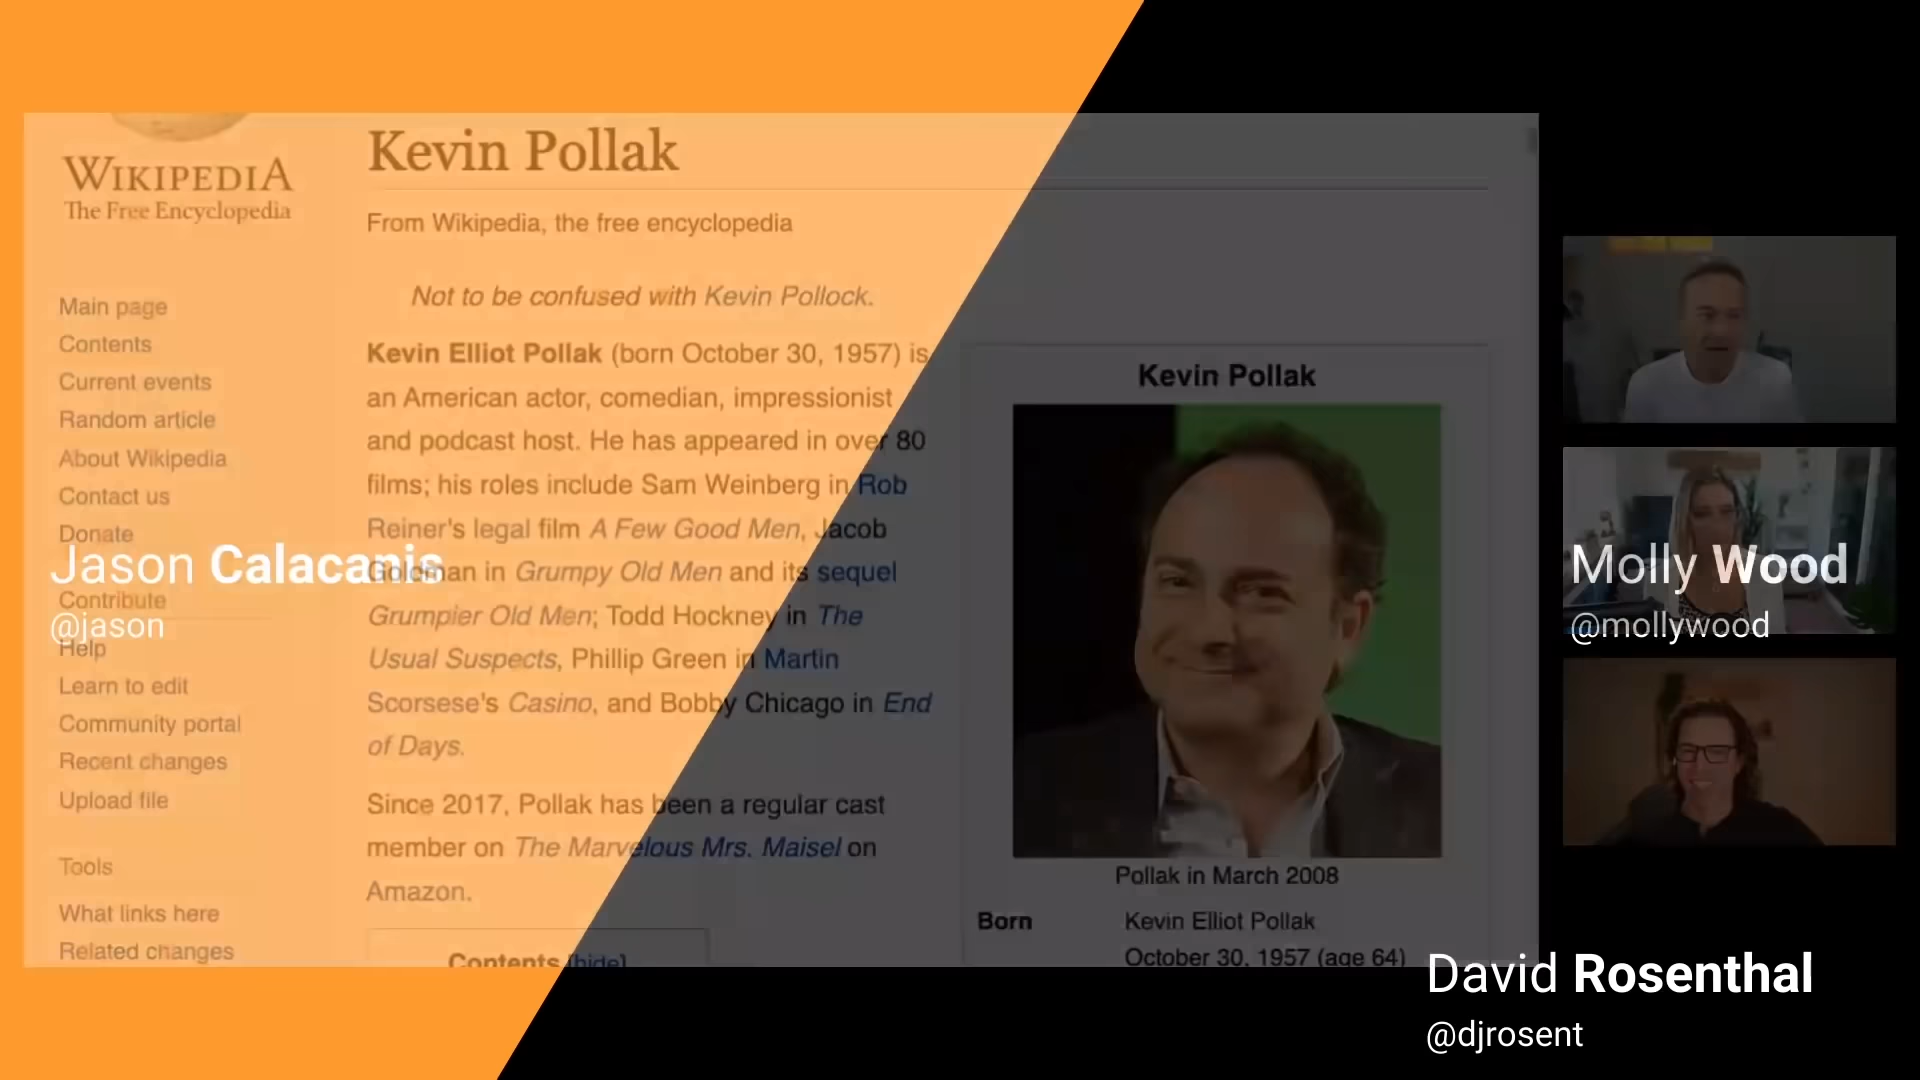 WIKIPEDIA
The Free Encyclopedia
Main page
Contents
Current events
Random article
About Wikipedia
Contact us
Donate
Contribute
Help
Learn to edit
Community portal
Recent changes
Upload file
Tools
What links here
Related changes
Kevin Pollak
From Wikipedia, the free encyclopedia
Not to be confused with Kevin Pollock.
Kevin Elliot Pollak (born October 30, 1957) is
an American actor, comedian, impressionist
and podcast host. He has appeared in over 80
films; his roles include Sam Weinberg in Rob
Reiner's legal film A Few Good Men, Jacob
Goldman in Grumpy Old Men and its sequel
Grumpier Old Men; Todd Hockney in The
Usual Suspects, Phillip Green in Martin
Scorsese's Casino, and Bobby Chicago in End
of Days.
Since 2017, Pollak has been a regular cast
member on The Marvelous Mrs. Maisel on
Amazon.
Contents [hide]
Kevin Pollak
Pollak in March 2008
Born Kevin Elliot Pollak
October 30, 1957 (age 64)
Jason Calacanis
@jason
Molly Wood
@mollywood
David Rosenthal
@djrosent